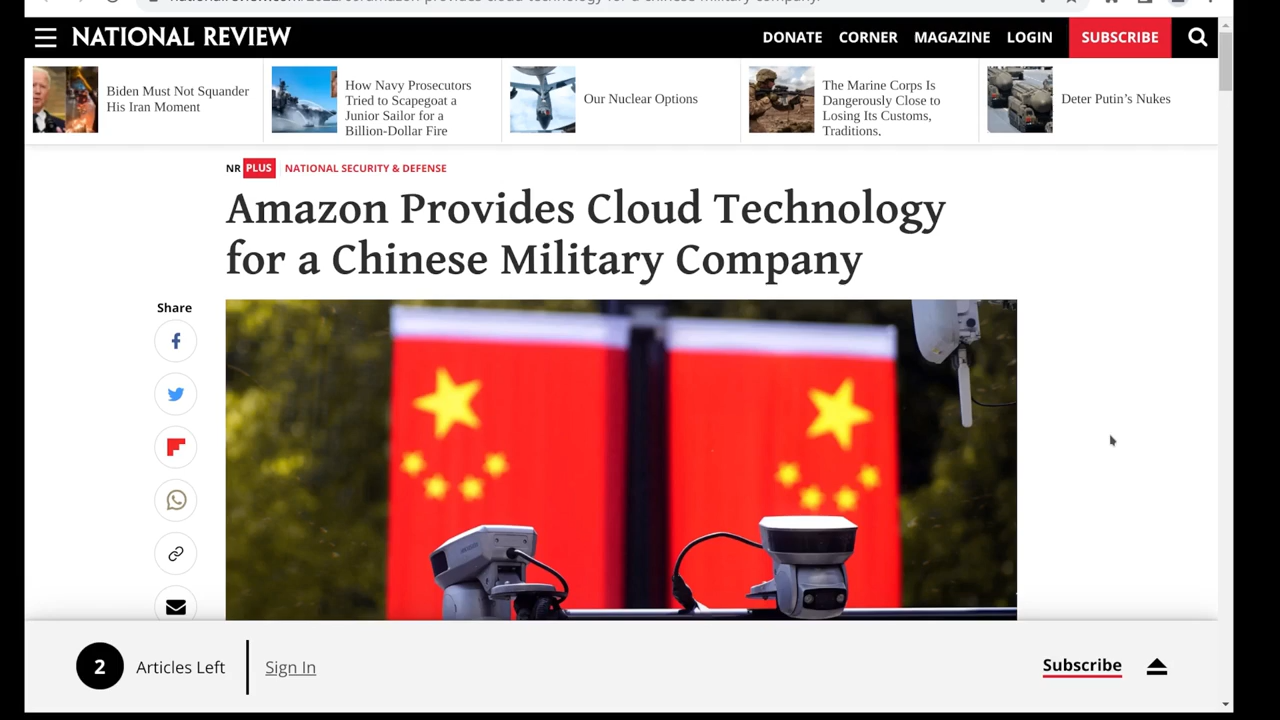 NATIONAL REVIEW
DONATE CORNER MAGAZINE LOGIN SUBSCRIBE
Biden Must Not Squander
His Iran Moment
How Navy Prosecutors
Tried to Scapegoat a
Junior Sailor for a
Billion-Dollar Fire
Our Nuclear Options
The Marine Corps Is
Dangerously Close to
Losing Its Customs,
Traditions,
Deter Putin’s Nukes
NR PLUS NATIONAL SECURITY & DEFENSE
Amazon Provides Cloud Technology
for a Chinese Military Company
Share
2 Articles Left Sign In Subscribe